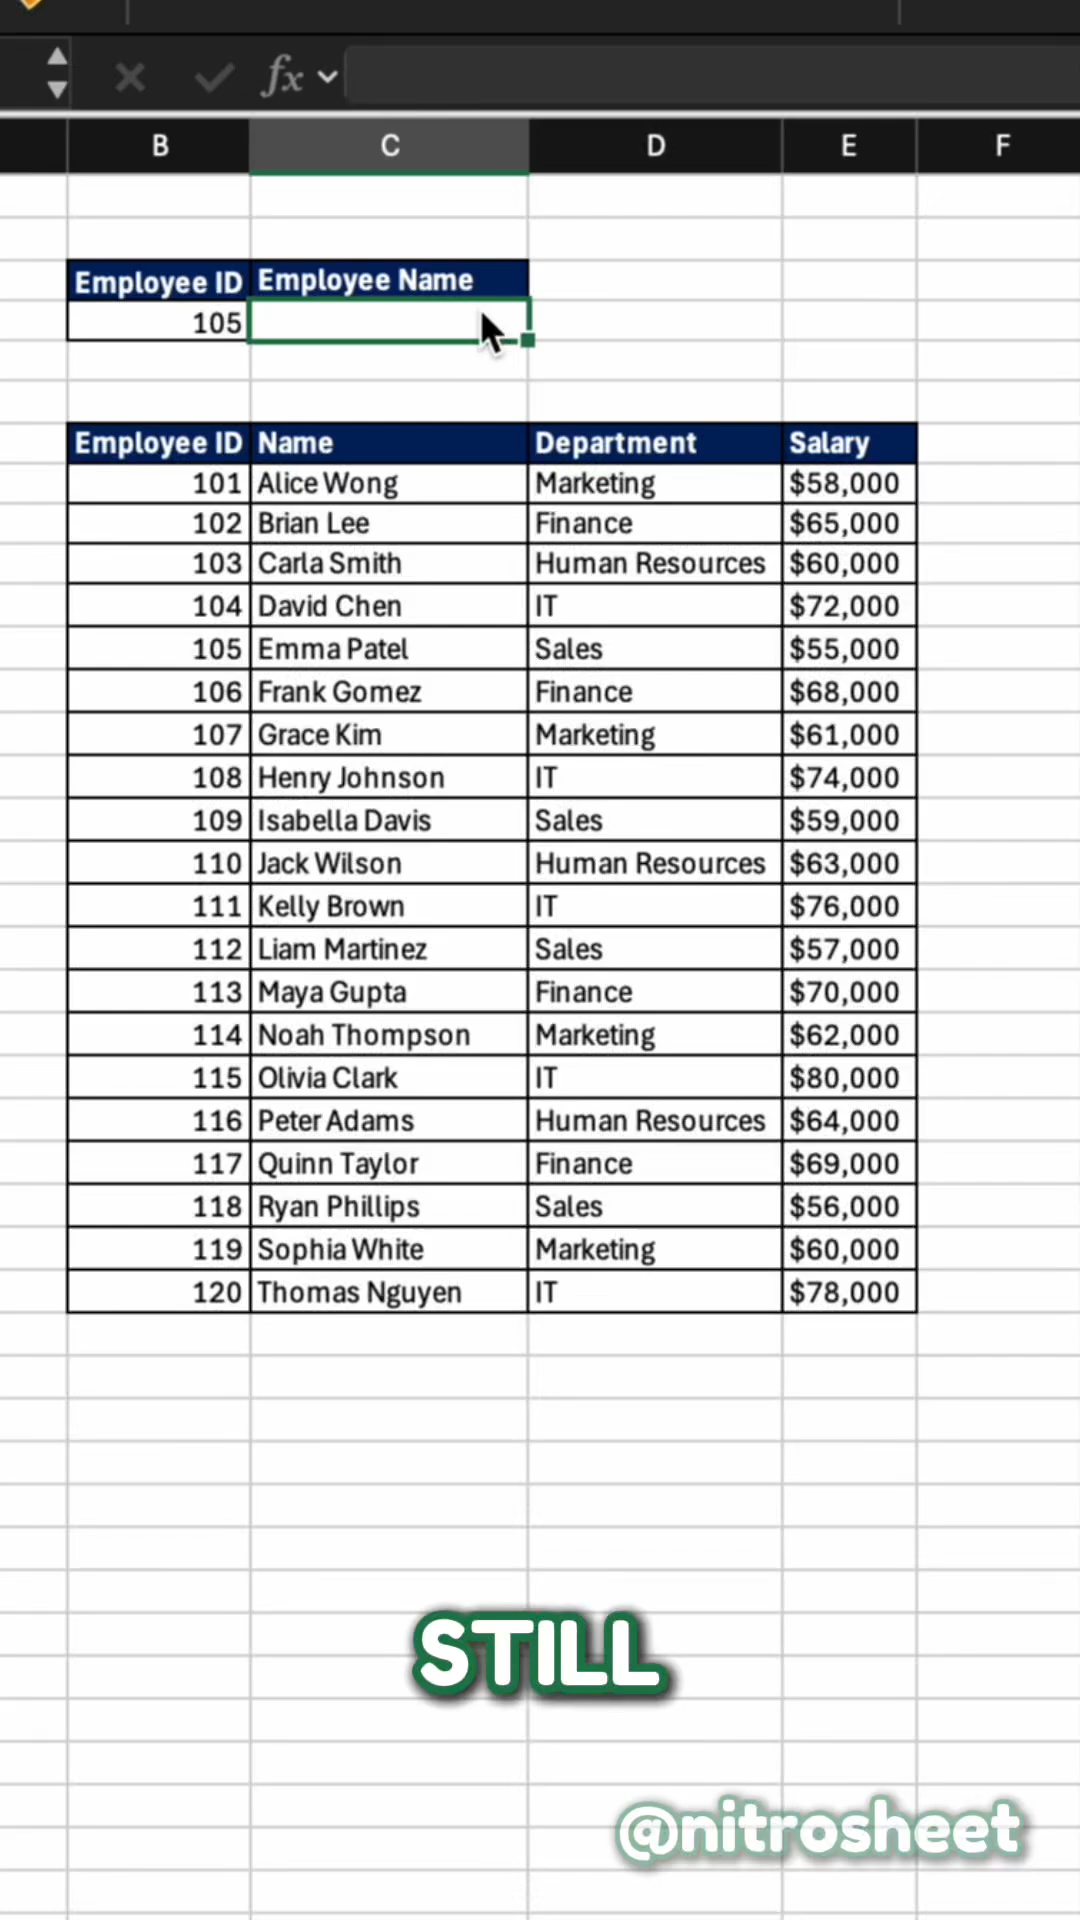 fx
B C D E F
Employee ID Employee Name
105
Employee ID Name Department Salary
101 Alice Wong Marketing $58,000
102 Brian Lee Finance $65,000
103 Carla Smith Human Resources $60,000
104 David Chen IT $72,000
105 Emma Patel Sales $55,000
106 Frank Gomez Finance $68,000
107 Grace Kim Marketing $61,000
108 Henry Johnson IT $74,000
109 Isabella Davis Sales $59,000
110 Jack Wilson Human Resources $63,000
111 Kelly Brown IT $76,000
112 Liam Martinez Sales $57,000
113 Maya Gupta Finance $70,000
114 Noah Thompson Marketing $62,000
115 Olivia Clark IT $80,000
116 Peter Adams Human Resources $64,000
117 Quinn Taylor Finance $69,000
118 Ryan Phillips Sales $56,000
119 Sophia White Marketing $60,000
120 Thomas Nguyen IT $78,000
STILL
@nitrosheet